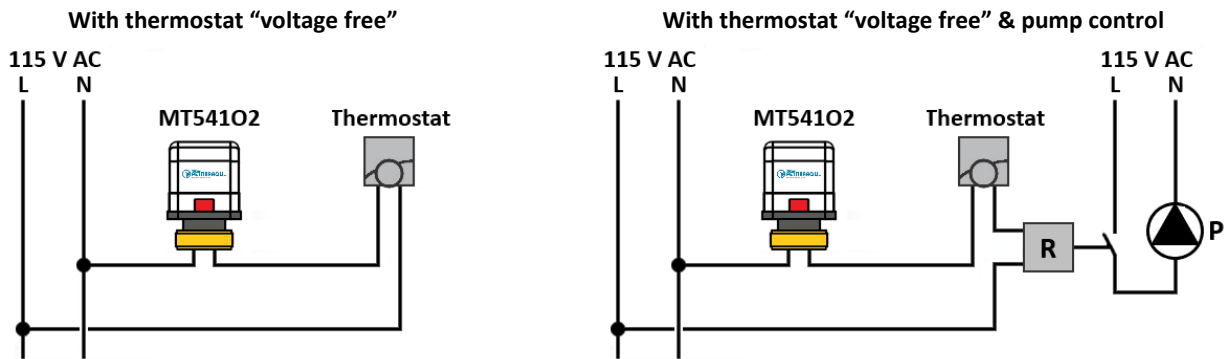 With thermostat “voltage free”
115 V AC
L N
MT541O2
Thermostat
With thermostat “voltage free” & pump control
115 V AC
L N
MT541O2
Thermostat
115 V AC
L N
R
P